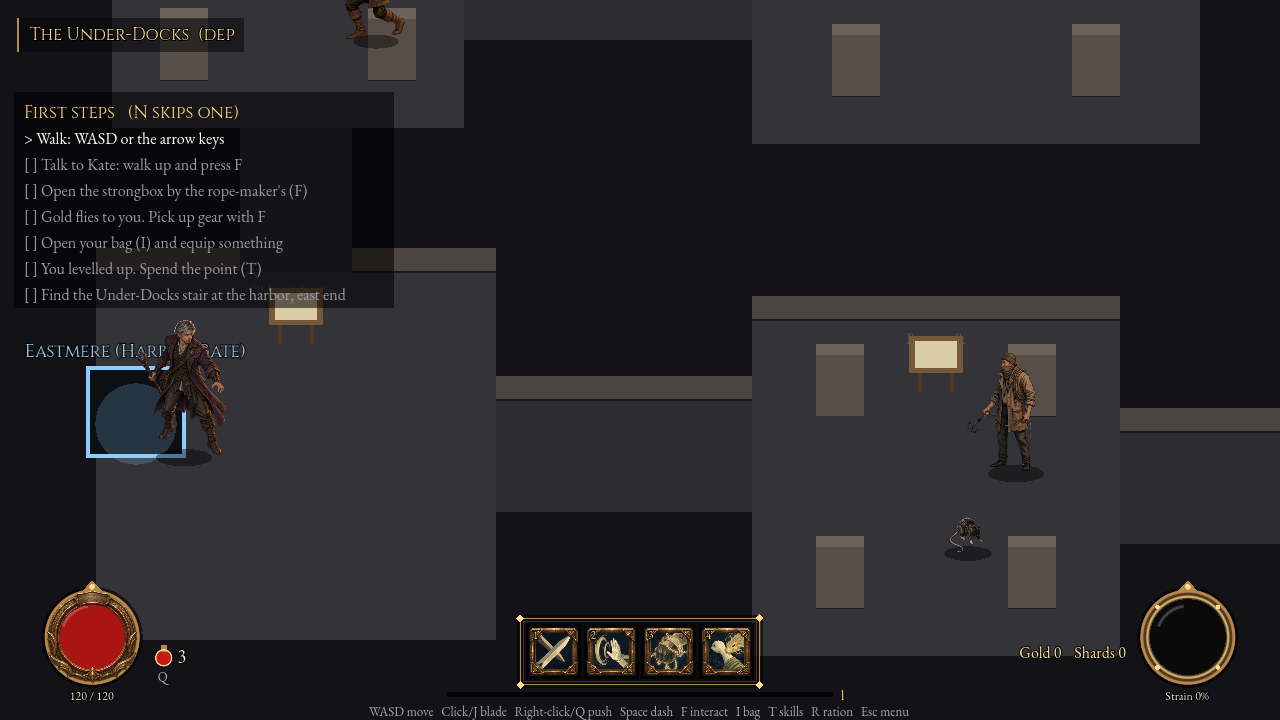 The Under-Docks (dep
First steps (N skips one)
> Walk: WASD or the arrow keys
[ ] Talk to Kate: walk up and press F
[ ] Open the strongbox by the rope-maker's (F)
[ ] Gold flies to you. Pick up gear with F
[ ] Open your bag (I) and equip something
[ ] You levelled up. Spend the point (T)
[ ] Find the Under-Docks stair at the harbor, east end
Eastmere (Harbor Gate)
3
Q
120 / 120
2
3
4
1
Gold 0 Shards 0
Strain 0%
WASD move Click/J blade Right-click/Q push Space dash F interact I bag T skills R ration Esc menu